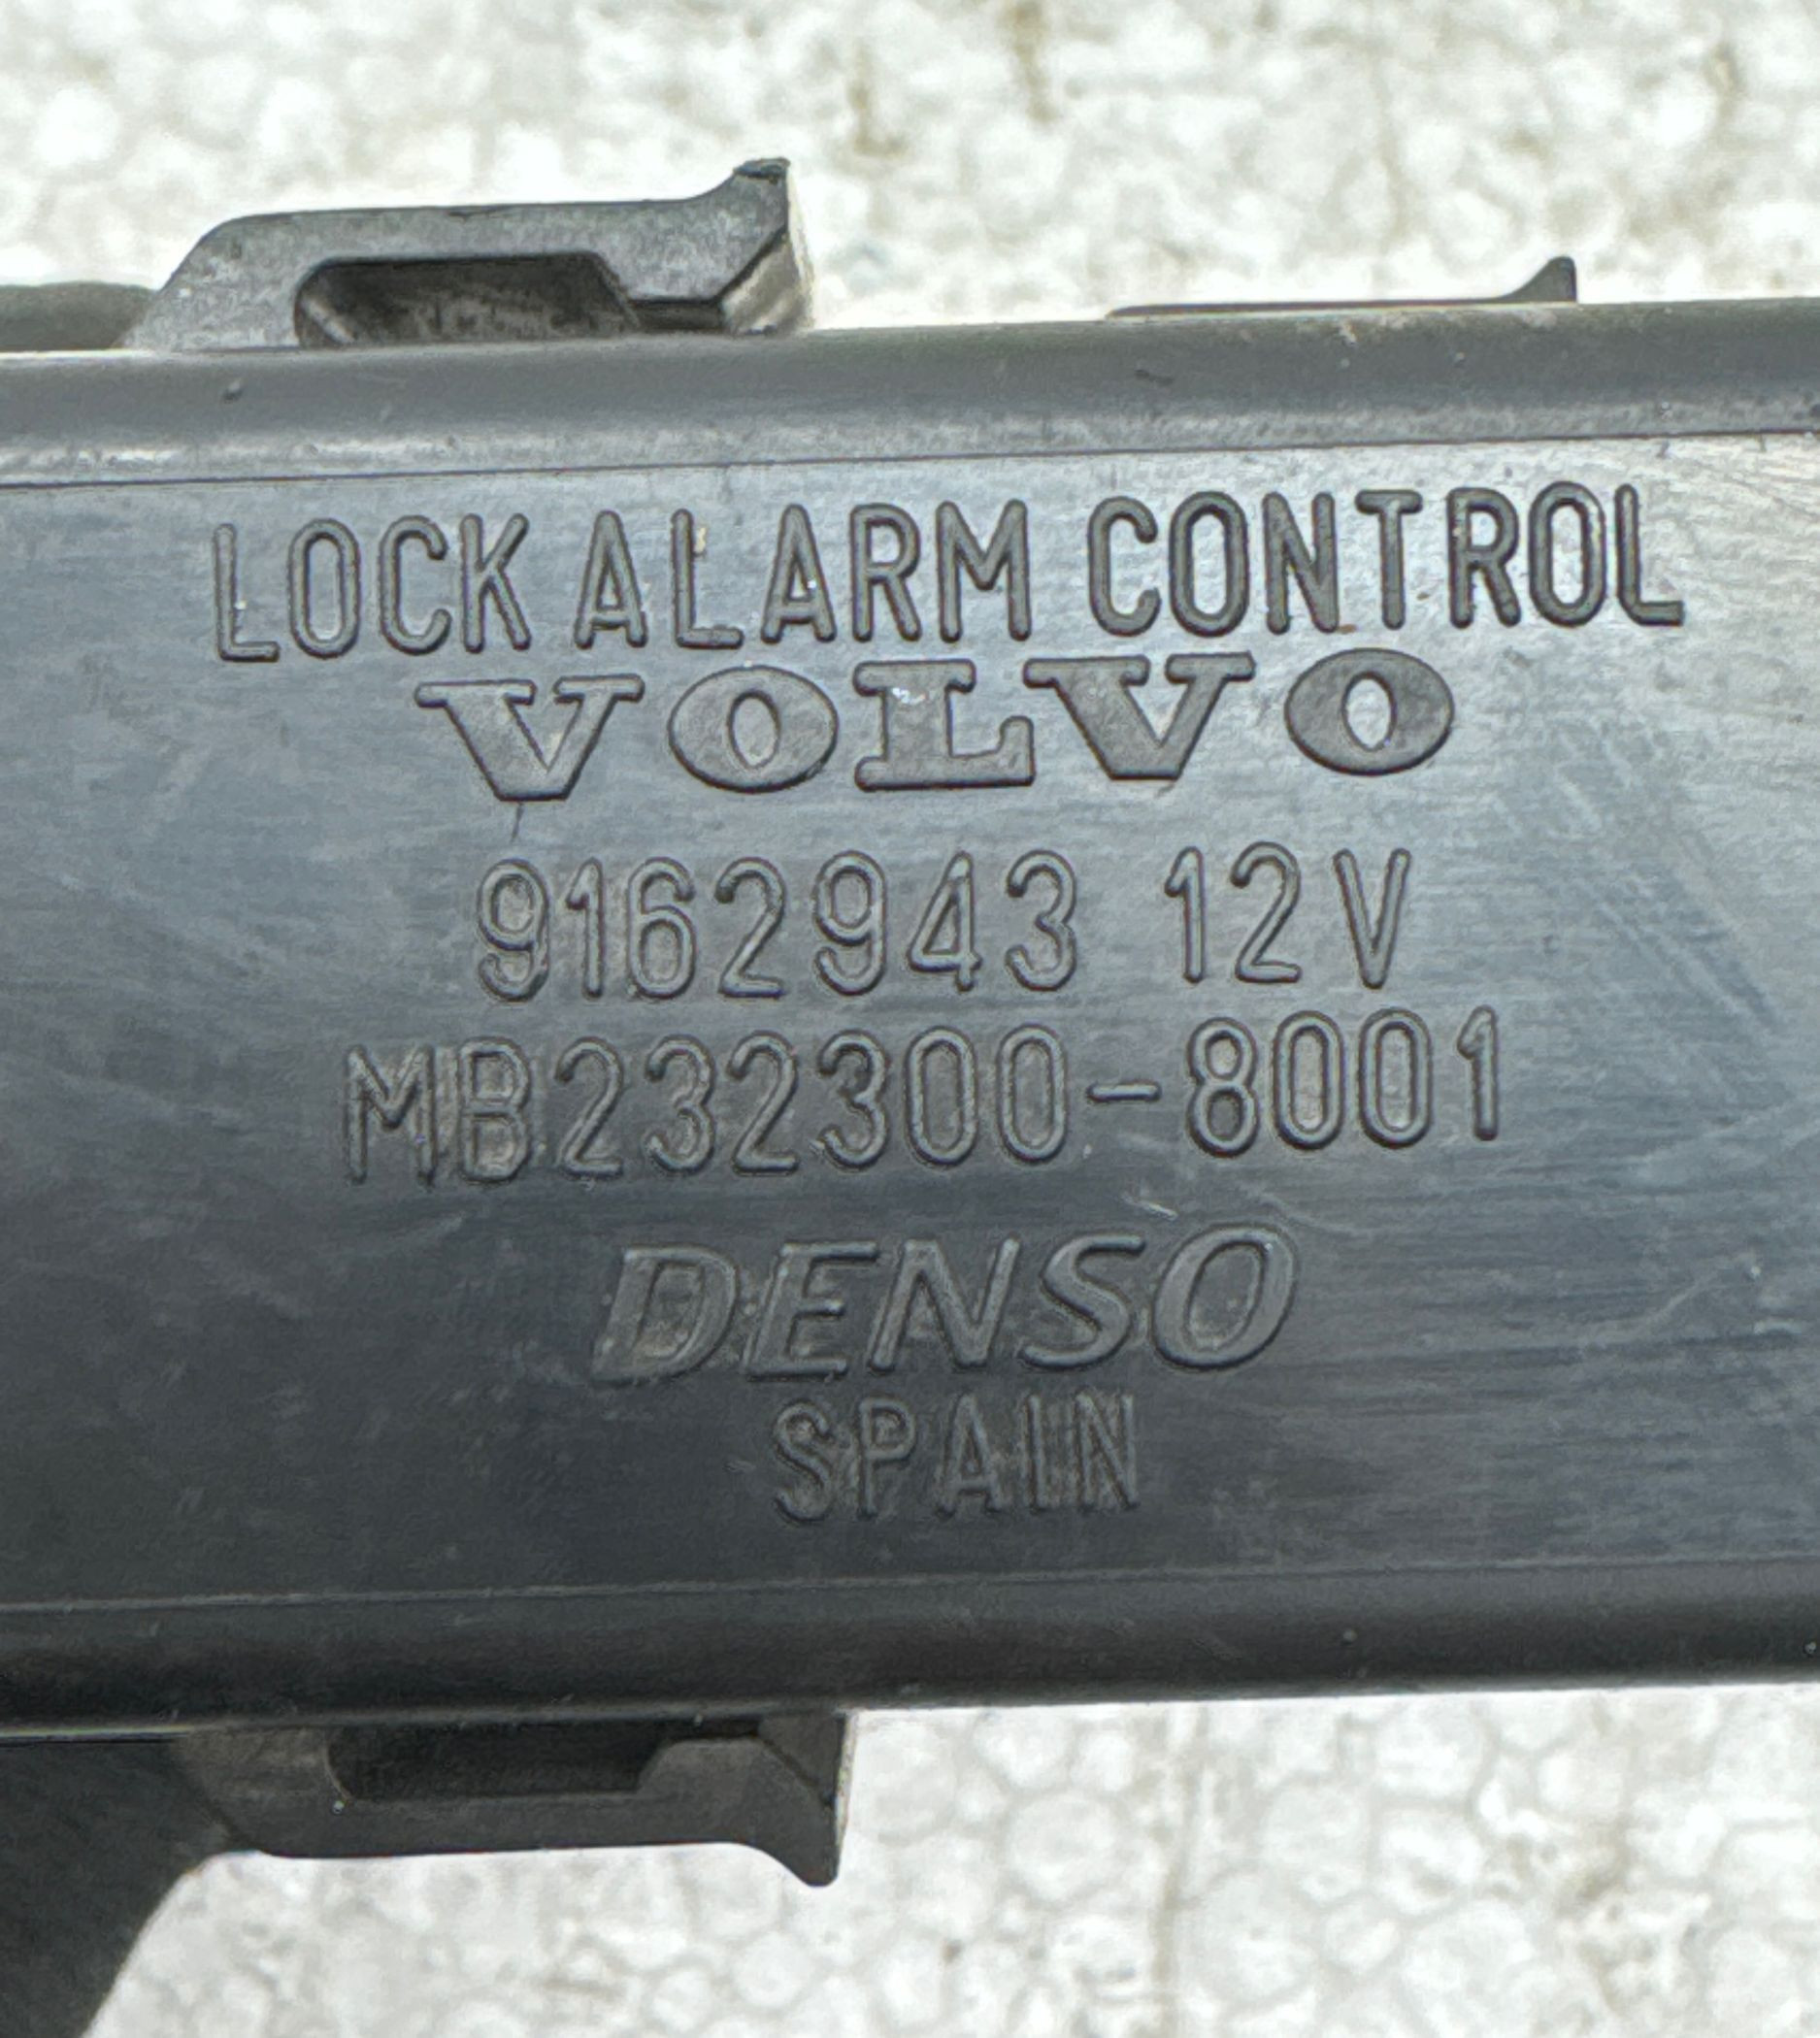 LOCK ALARM CONTROL
VOLVO
9162943 12V
MB232300-8001
DENSO
SPAIN